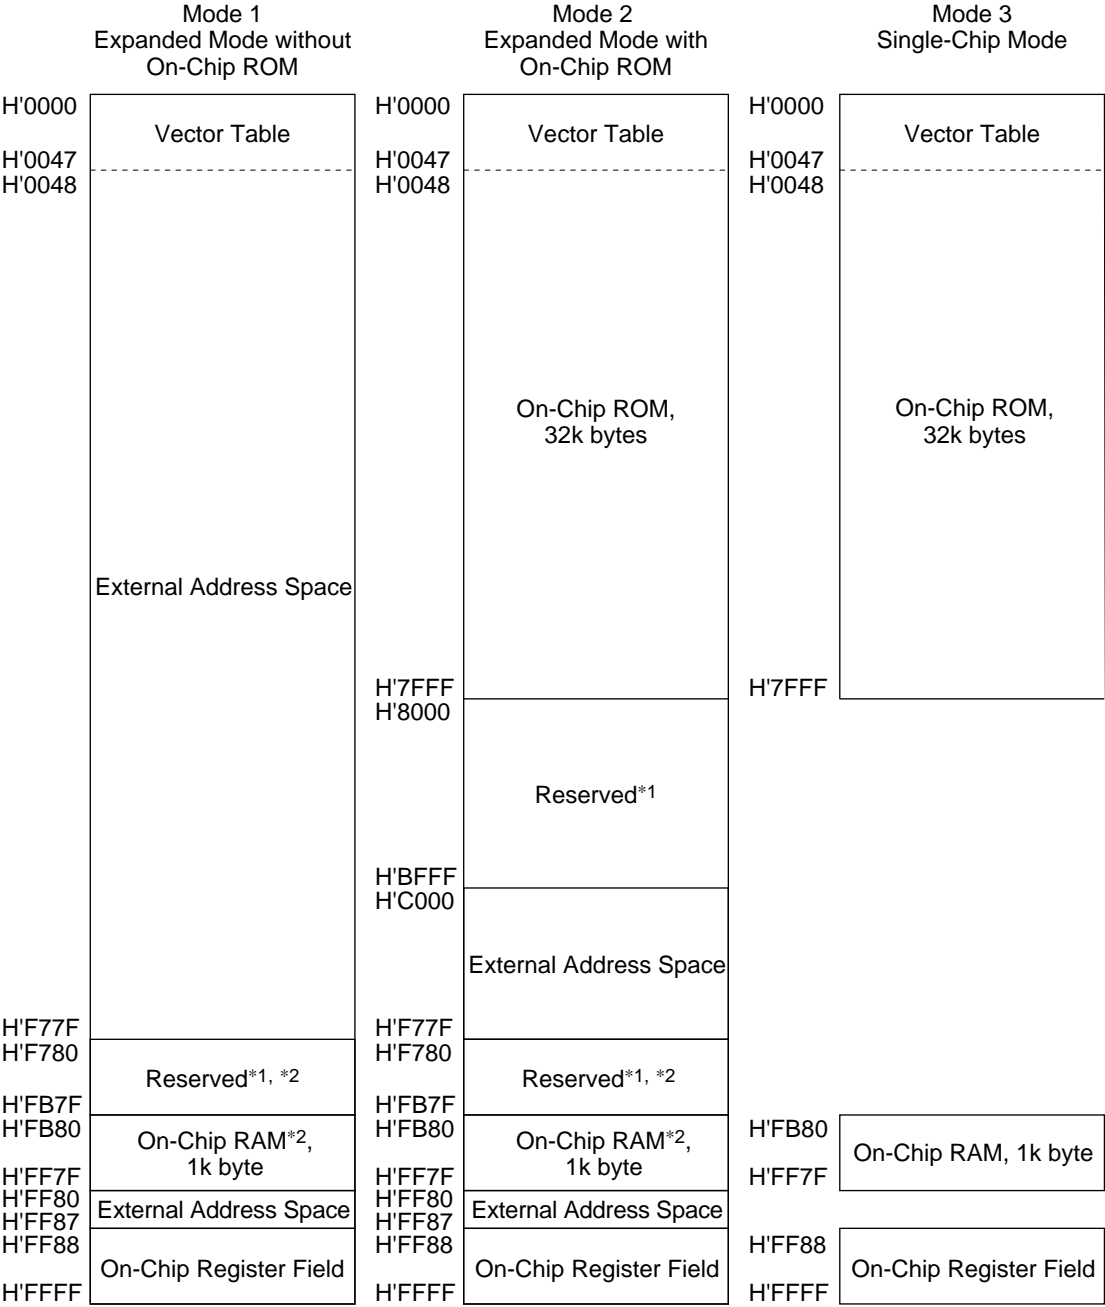 Mode 1
Expanded Mode without
On-Chip ROM
H'0000
Vector Table
H'0047
H'0048
External Address Space
H'F77F
H'F780
Reserved*1, *2
H'FB7F
H'FB80
On-Chip RAM*2,
1k byte
H'FF7F
H'FF80
External Address Space
H'FF87
H'FF88
On-Chip Register Field
H'FFFF
Mode 2
Expanded Mode with
On-Chip ROM
H'0000
Vector Table
H'0047
H'0048
On-Chip ROM,
32k bytes
H'7FFF
H'8000
Reserved*1
H'BFFF
H'C000
External Address Space
H'F77F
H'F780
Reserved*1, *2
H'FB7F
H'FB80
On-Chip RAM*2,
1k byte
H'FF7F
H'FF80
External Address Space
H'FF87
H'FF88
On-Chip Register Field
H'FFFF
Mode 3
Single-Chip Mode
H'0000
Vector Table
H'0047
H'0048
On-Chip ROM,
32k bytes
H'7FFF
H'FB80
On-Chip RAM, 1k byte
H'FF7F
H'FF88
On-Chip Register Field
H'FFFF